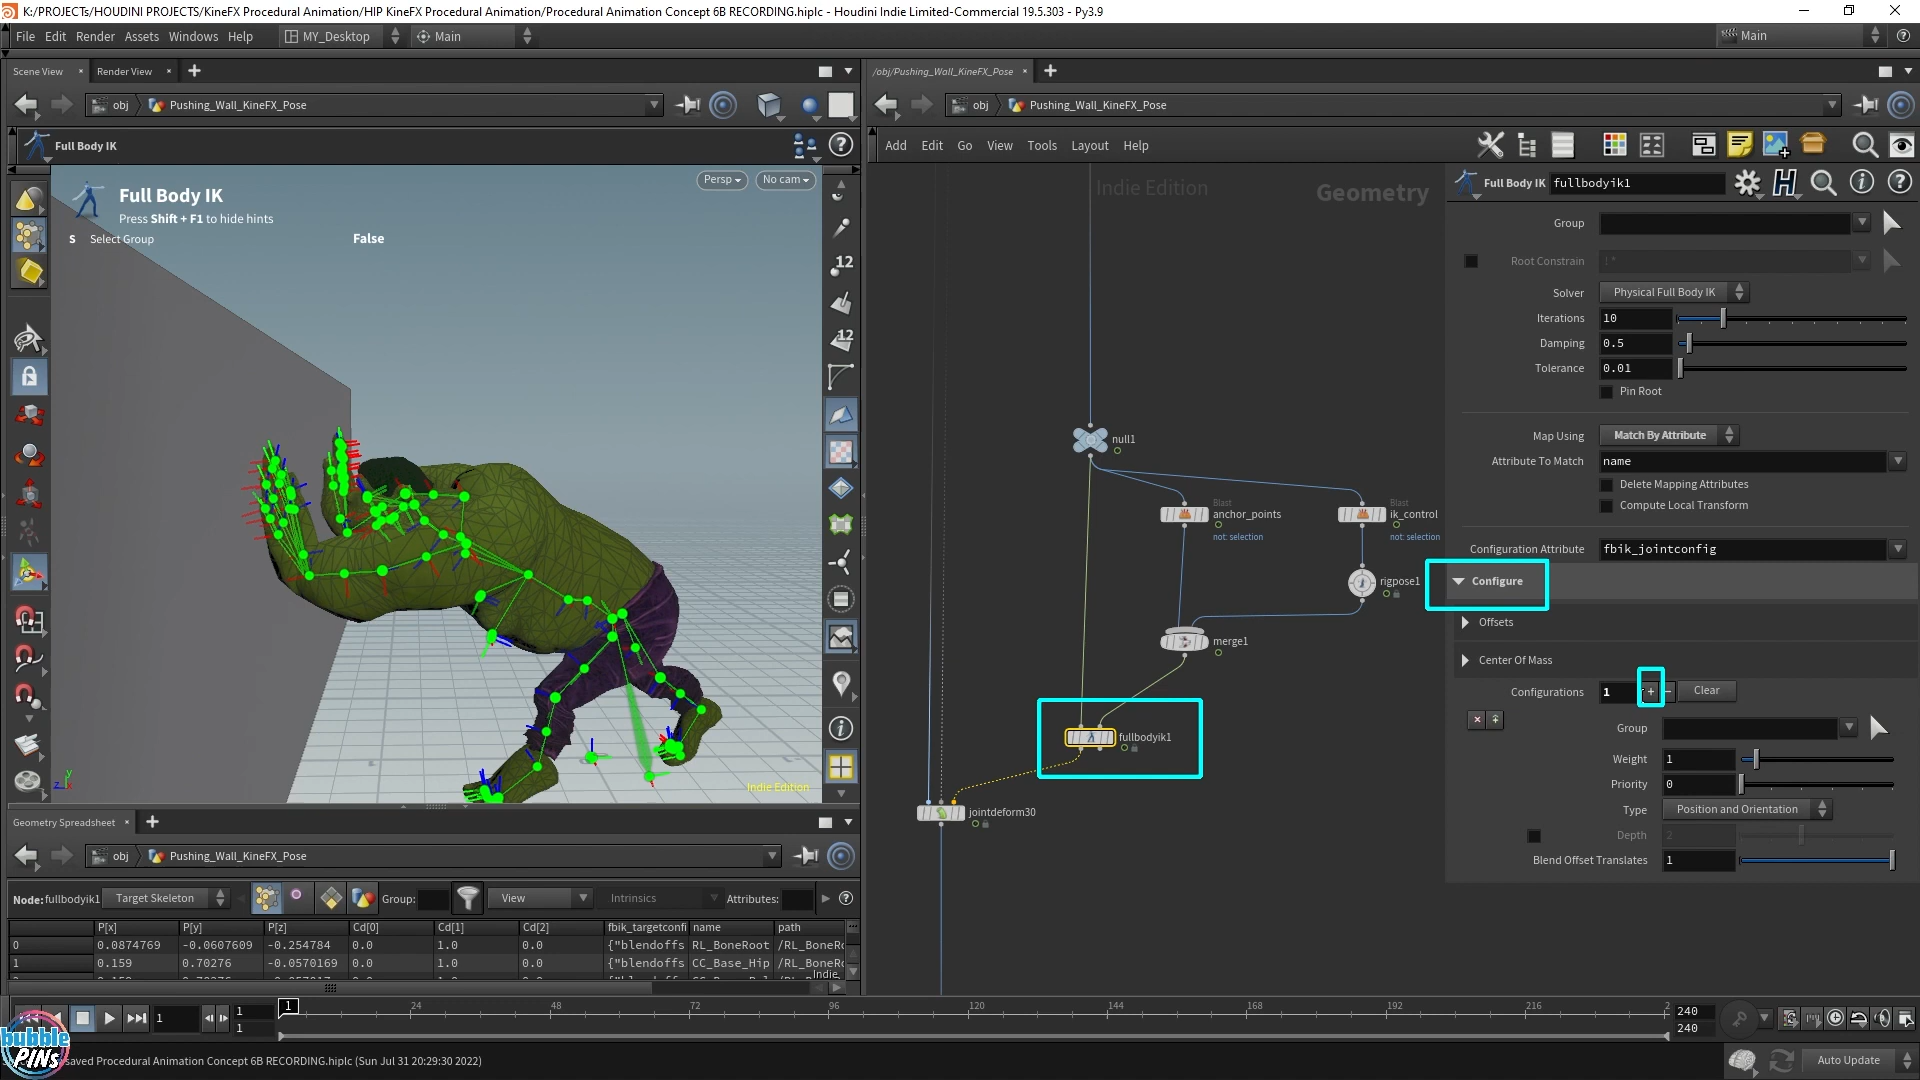 K:/PROJECTs/HOUDINI PROJECTS/KineFX Procedural Animation/HIP KineFX Procedural Animation/Procedural Animation Concept 6B RECORDING.hiplc - Houdini Indie Limited-Commercial 19.5.303 - Py3.9
File Edit Render Assets Windows Help MY_Desktop Main Main
Scene View Render View /obj/Pushing_Wall_KineFX_Pose
obj Pushing_Wall_KineFX_Pose obj Pushing_Wall_KineFX_Pose
Full Body IK
Add Edit Go View Tools Layout Help
Full Body IK
Press Shift + F1 to hide hints
S Select Group False
Persp No cam
12
12
Indie Edition
Indie Edition
Geometry
null1
Blast
anchor_points
not: selection
Blast
ik_control
not: selection
rigpose1
merge1
fullbodyik1
jointdeform30
Full Body IK fullbodyik1
Group
Root Constrain
Solver Physical Full Body IK
Iterations 10
Damping 0.5
Tolerance 0.01
Pin Root
Map Using Match By Attribute
Attribute To Match name
Delete Mapping Attributes
Compute Local Transform
Configuration Attribute fbik_jointconfig
Configure
Offsets
Center Of Mass
Configurations 1 + - Clear
Group
Weight 1
Priority 0
Type Position and Orientation
Depth 2
Blend Offset Translates 1
Geometry Spreadsheet
obj Pushing_Wall_KineFX_Pose
Node: fullbodyik1 Target Skeleton Group: View Intrinsics Attributes:
P[x] P[y] P[z] Cd[0] Cd[1] Cd[2] fbik_targetconfi name path
0 0.0874769 -0.0607609 -0.254784 0.0 1.0 0.0 {"blendoffs RL_BoneRoot /RL_BoneRo
1 0.159 0.70276 -0.0570169 0.0 1.0 0.0 {"blendoffs CC_Base_Hip /RL_BoneRo
Indie
1 1 1 1 24 48 72 96 120 144 168 192 216 2 240 240
bubble
PINs
saved Procedural Animation Concept 6B RECORDING.hiplc (Sun Jul 31 20:29:30 2022)
Auto Update